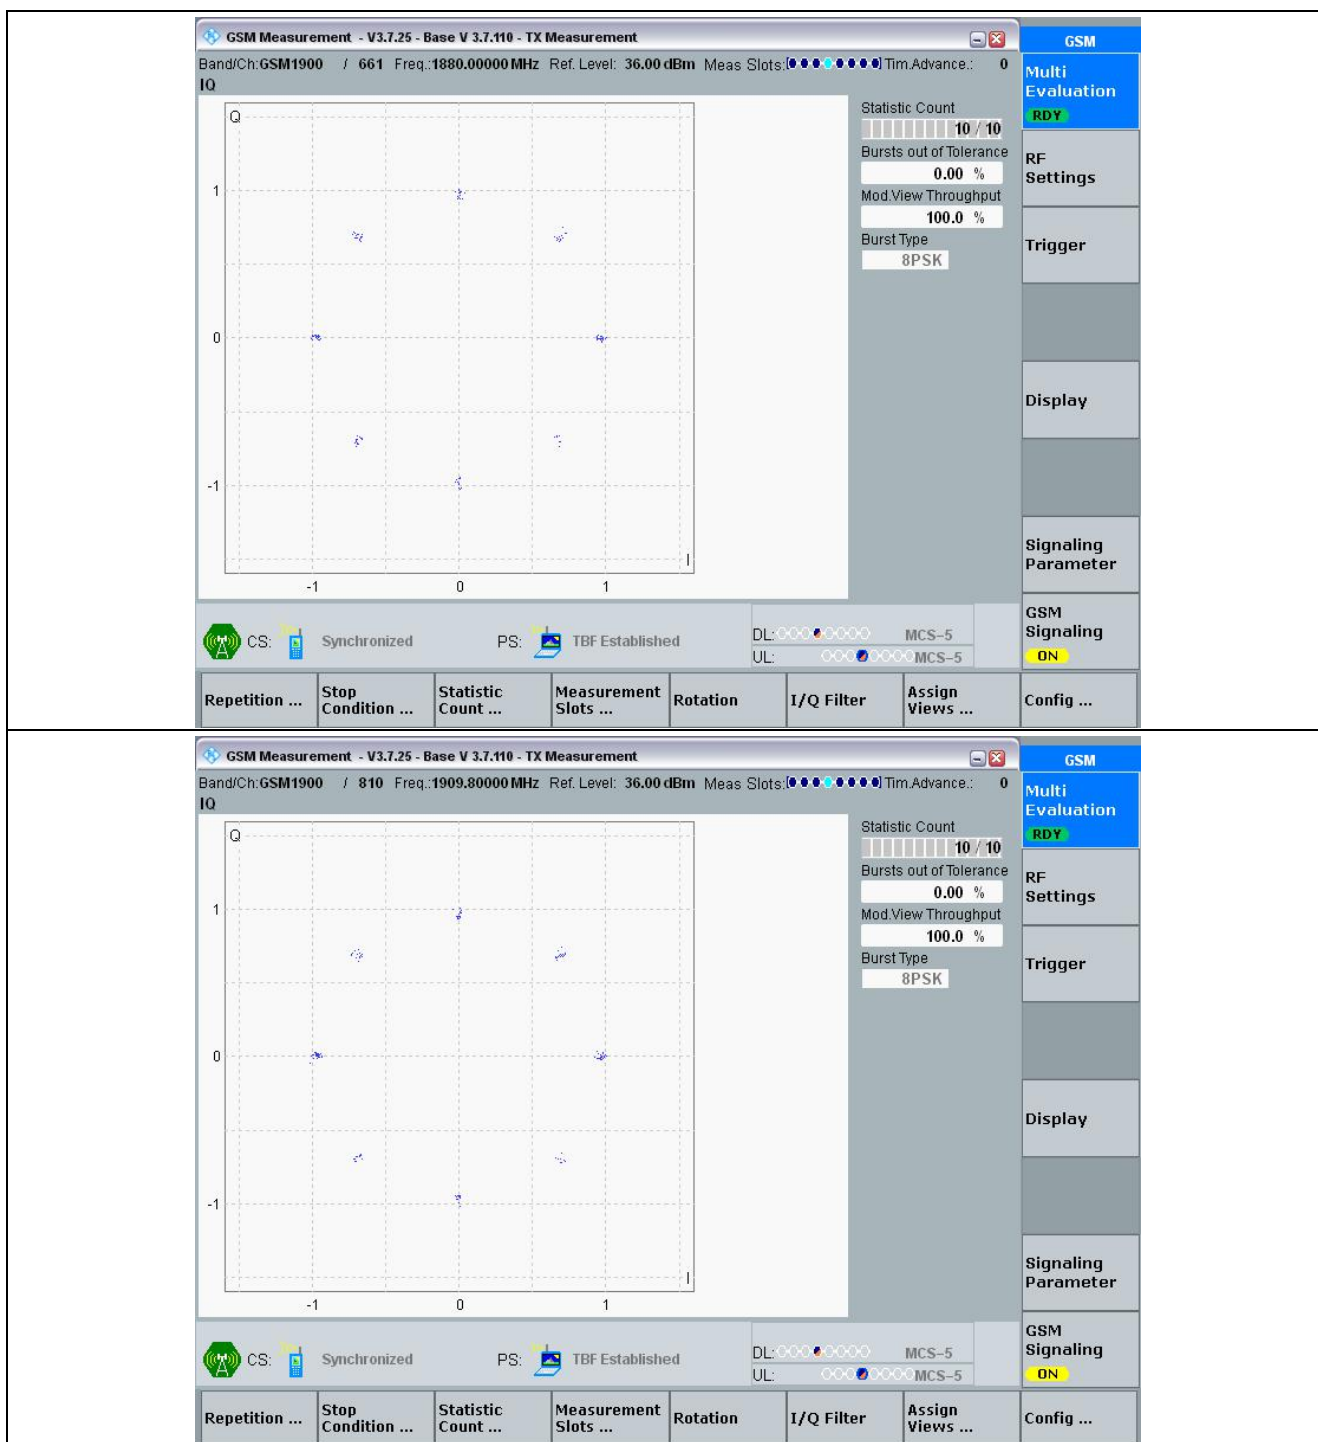 GSM Measurement - V3.7.25 - Base V 3.7.110 - TX Measurement
GSM
Band/Ch:GSM1900 / 661 Freq.:1880.00000 MHz Ref. Level: 36.00 dBm Meas Slots: Tim.Advance.: 0
IQ
Multi
Evaluation
RDY
Q
Statistic Count
10 / 10
Bursts out of Tolerance
0.00 %
Mod.View Throughput
100.0 %
Burst Type
8PSK
RF
Settings
Trigger
Display
1
0
-1
I
-1 0 1
Signaling
Parameter
GSM
Signaling
ON
CS: Synchronized PS: TBF Established
DL: MCS-5
UL: MCS-5
Repetition ...
Stop
Condition ...
Statistic
Count ...
Measurement
Slots ...
Rotation
I/Q Filter
Assign
Views ...
Config ...
GSM Measurement - V3.7.25 - Base V 3.7.110 - TX Measurement
GSM
Band/Ch:GSM1900 / 810 Freq.:1909.80000 MHz Ref. Level: 36.00 dBm Meas Slots: Tim.Advance.: 0
IQ
Multi
Evaluation
RDY
Q
Statistic Count
10 / 10
Bursts out of Tolerance
0.00 %
Mod.View Throughput
100.0 %
Burst Type
8PSK
RF
Settings
Trigger
Display
1
0
-1
I
-1 0 1
Signaling
Parameter
GSM
Signaling
ON
CS: Synchronized PS: TBF Established
DL: MCS-5
UL: MCS-5
Repetition ...
Stop
Condition ...
Statistic
Count ...
Measurement
Slots ...
Rotation
I/Q Filter
Assign
Views ...
Config ...